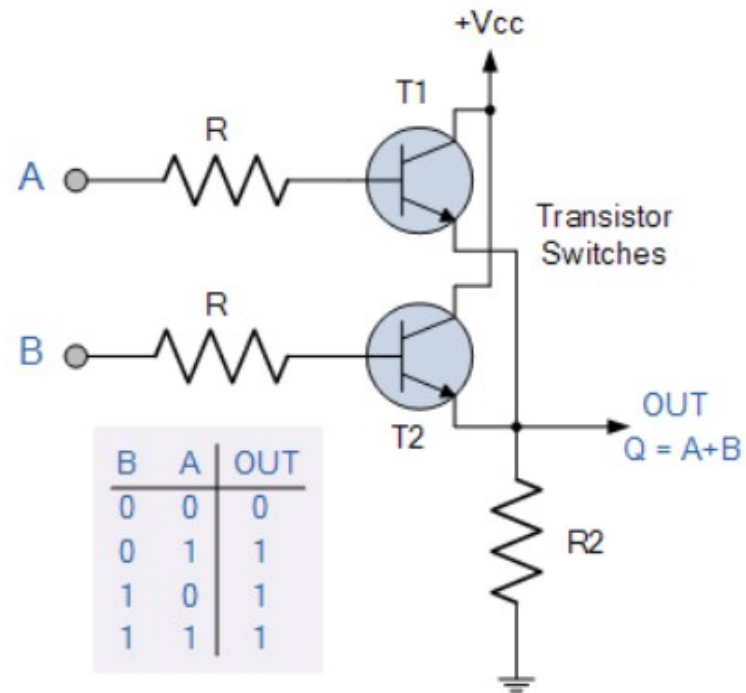 +Vcc
T1
R
A
Transistor
Switches
R
B
T2
OUT
Q = A+B
R2
B A OUT
0 0 0
0 1 1
1 0 1
1 1 1